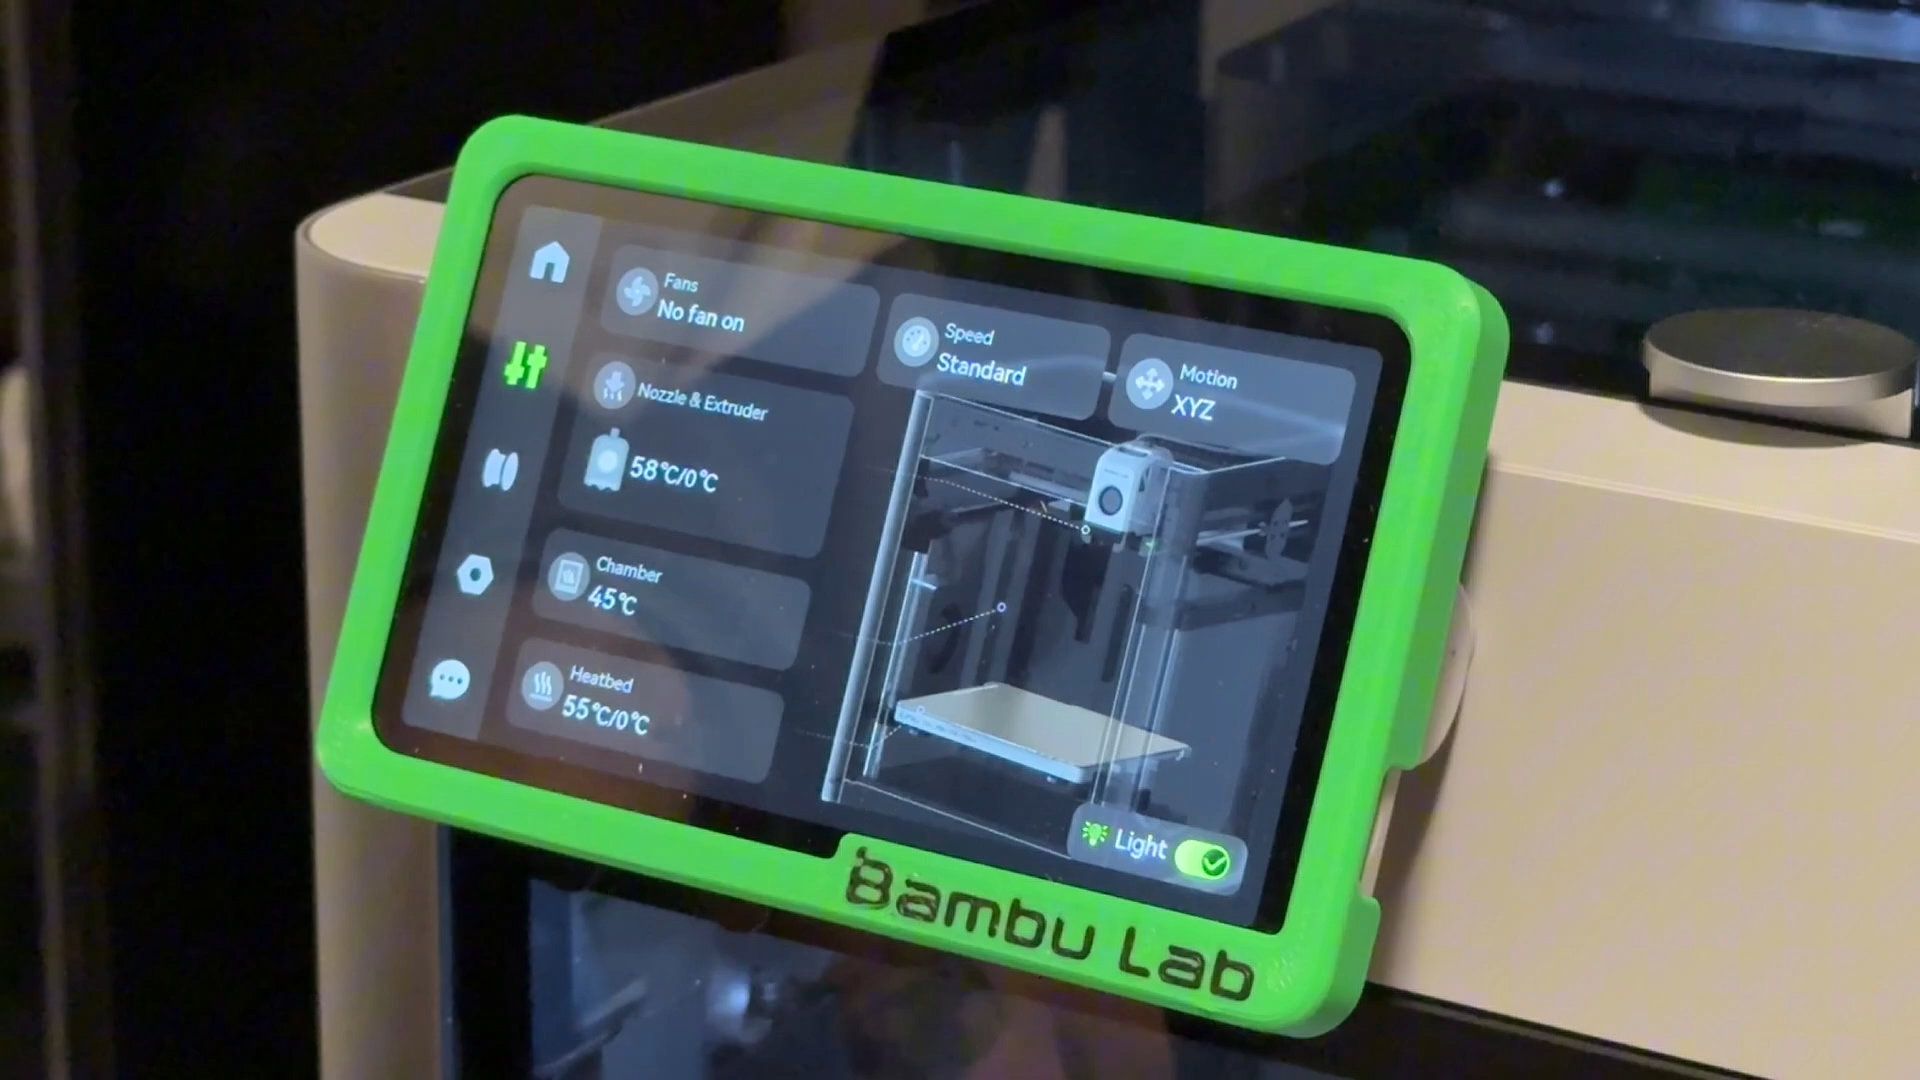 Fans
No fan on
Speed
Standard
Motion
XYZ
Nozzle & Extruder
58℃/0℃
Chamber
45℃
Heatbed
55℃/0℃
Light
Bambu Lab